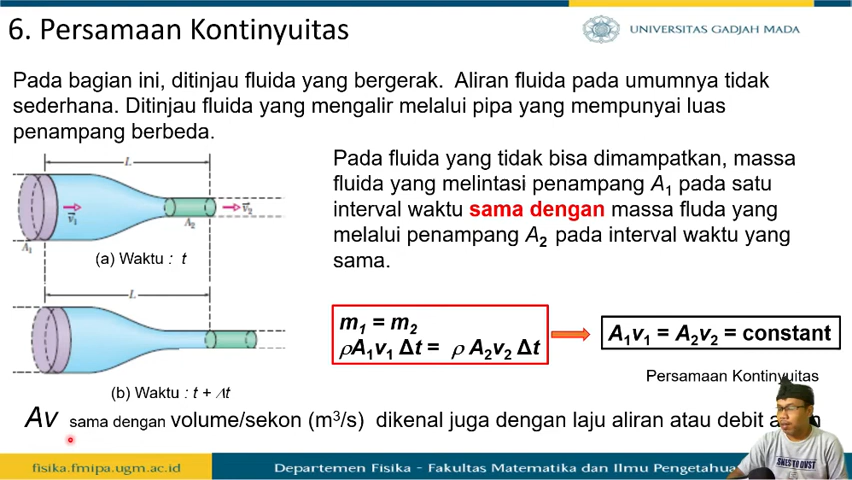 6. Persamaan Kontinyuitas
UNIVERSITAS GADJAH MADA
Pada bagian ini, ditinjau fluida yang bergerak. Aliran fluida pada umumnya tidak
sederhana. Ditinjau fluida yang mengalir melalui pipa yang mempunyai luas
penampang berbeda.
L
v₁
v₂
A₁
A₂
(a) Waktu : t
L
(b) Waktu : t + Δt
Pada fluida yang tidak bisa dimampatkan, massa
fluida yang melintasi penampang A₁ pada satu
interval waktu sama dengan massa fluda yang
melalui penampang A₂ pada interval waktu yang
sama.
m₁ = m₂
ρA₁v₁ Δt = ρ A₂v₂ Δt
A₁v₁ = A₂v₂ = constant
Persamaan Kontinyuitas
Av sama dengan volume/sekon (m³/s) dikenal juga dengan laju aliran atau debit
fisika.fmipa.ugm.ac.id
Departemen Fisika - Fakultas Matematika dan Ilmu